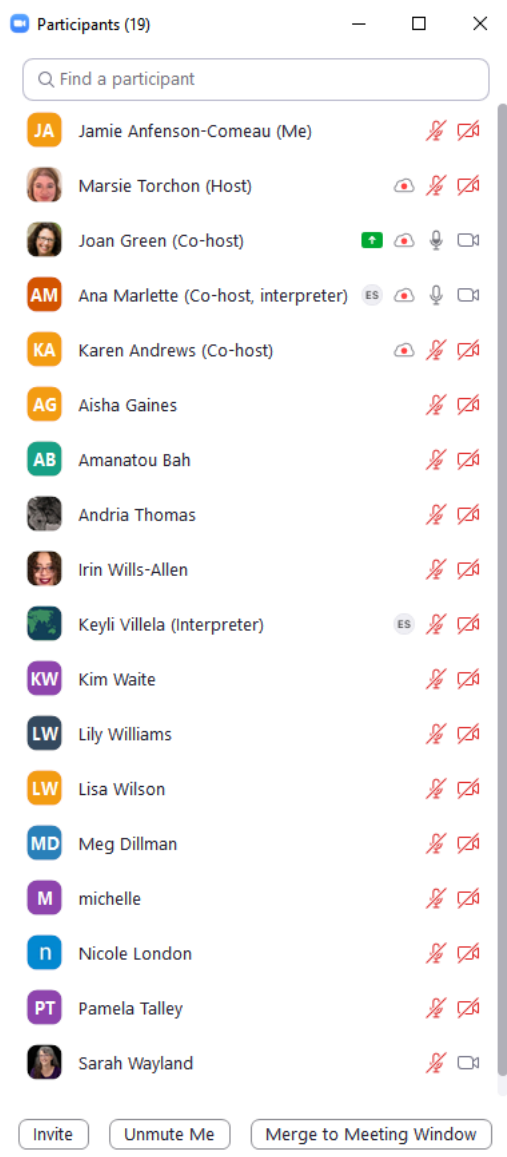 Participants (19)
Find a participant
JA Jamie Anfenson-Comeau (Me)
Marsie Torchon (Host)
Joan Green (Co-host)
AM Ana Marlette (Co-host, interpreter) ES
KA Karen Andrews (Co-host)
AG Aisha Gaines
AB Amanatou Bah
Andria Thomas
Irin Wills-Allen
Keyli Villela (Interpreter) ES
KW Kim Waite
LW Lily Williams
LW Lisa Wilson
MD Meg Dillman
M michelle
n Nicole London
PT Pamela Talley
Sarah Wayland
Invite Unmute Me Merge to Meeting Window